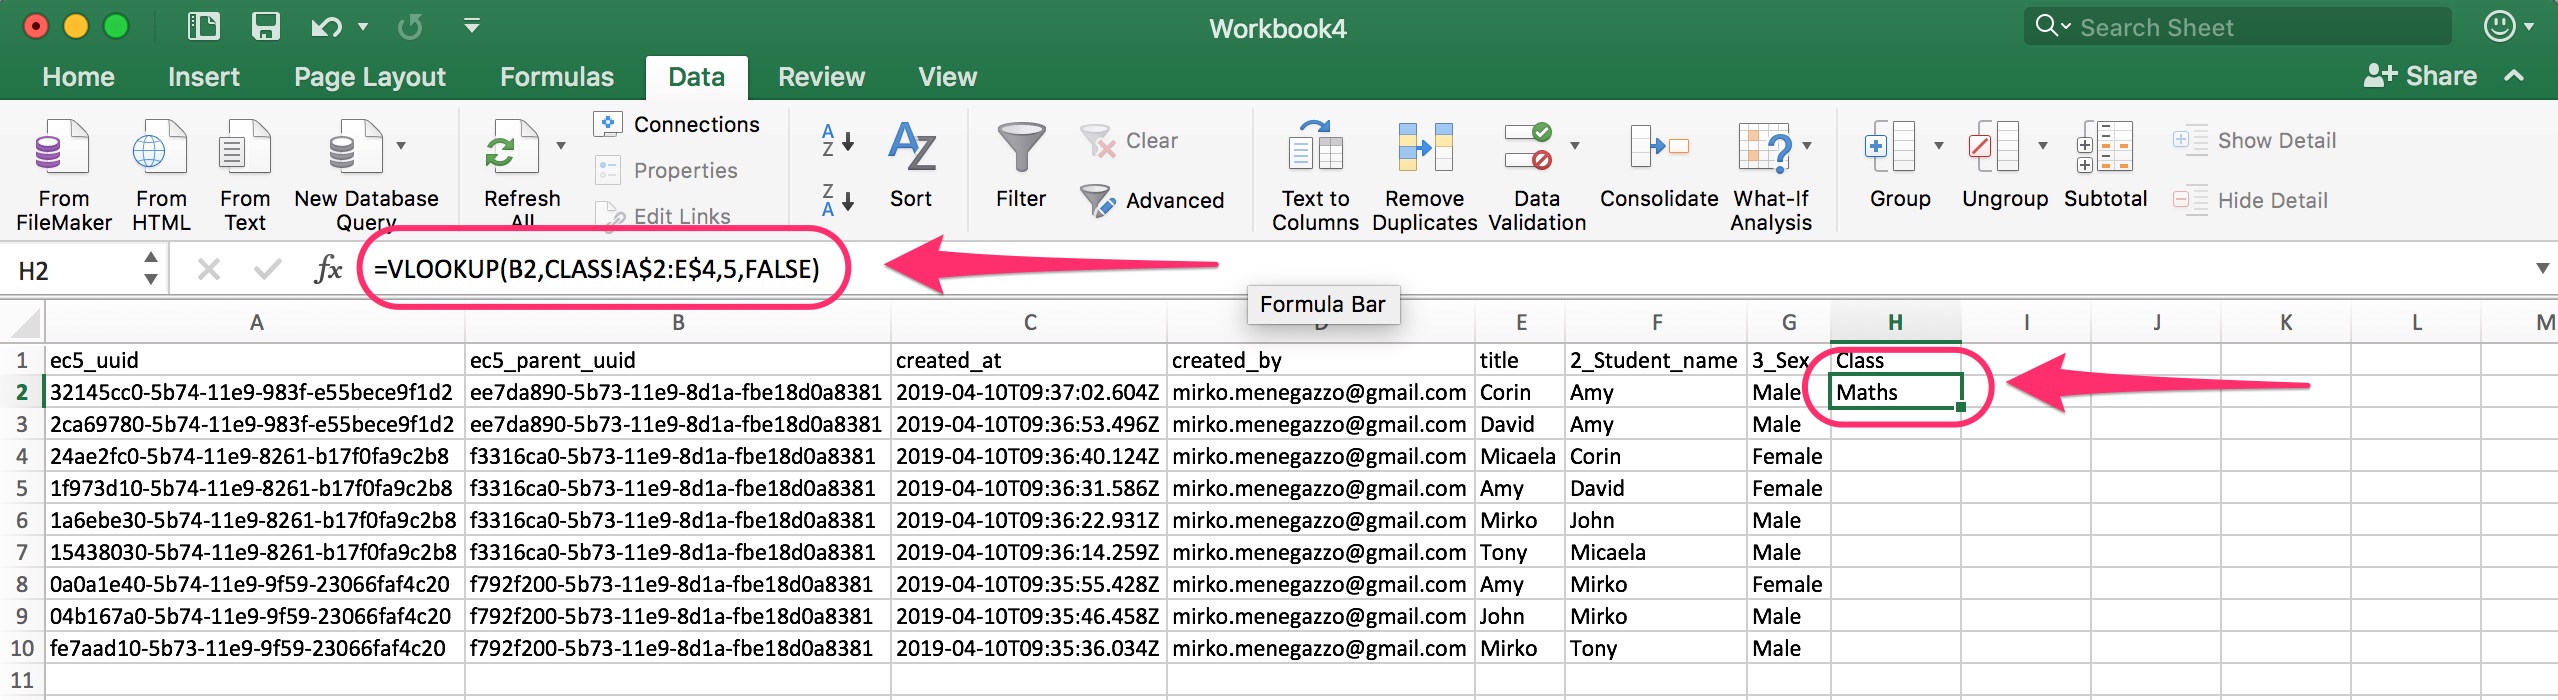 Workbook4
Search Sheet
Home Insert Page Layout Formulas Data Review View
Share
From FileMaker
From HTML
From Text
New Database Query
Refresh All
Connections
Properties
Edit Links
A Z
Z A
Sort
Filter
Clear
Advanced
Text to Columns
Remove Duplicates
Data Validation
Consolidate
What-If Analysis
Group
Ungroup
Subtotal
Show Detail
Hide Detail
H2 fx =VLOOKUP(B2,CLASS!A$2:E$4,5,FALSE)
Formula Bar
A B C D E F G H I J K L M
1 ec5_uuid ec5_parent_uuid created_at created_by title 2_Student_name 3_Sex Class
2 32145cc0-5b74-11e9-983f-e55bece9f1d2 ee7da890-5b73-11e9-8d1a-fbe18d0a8381 2019-04-10T09:37:02.604Z mirko.menegazzo@gmail.com Corin Amy Male Maths
3 2ca69780-5b74-11e9-983f-e55bece9f1d2 ee7da890-5b73-11e9-8d1a-fbe18d0a8381 2019-04-10T09:36:53.496Z mirko.menegazzo@gmail.com David Amy Male
4 24ae2fc0-5b74-11e9-8261-b17f0fa9c2b8 f3316ca0-5b73-11e9-8d1a-fbe18d0a8381 2019-04-10T09:36:40.124Z mirko.menegazzo@gmail.com Micaela Corin Female
5 1f973d10-5b74-11e9-8261-b17f0fa9c2b8 f3316ca0-5b73-11e9-8d1a-fbe18d0a8381 2019-04-10T09:36:31.586Z mirko.menegazzo@gmail.com Amy David Female
6 1a6ebe30-5b74-11e9-8261-b17f0fa9c2b8 f3316ca0-5b73-11e9-8d1a-fbe18d0a8381 2019-04-10T09:36:22.931Z mirko.menegazzo@gmail.com Mirko John Male
7 15438030-5b74-11e9-8261-b17f0fa9c2b8 f3316ca0-5b73-11e9-8d1a-fbe18d0a8381 2019-04-10T09:36:14.259Z mirko.menegazzo@gmail.com Tony Micaela Male
8 0a0a1e40-5b74-11e9-9f59-23066faf4c20 f792f200-5b73-11e9-8d1a-fbe18d0a8381 2019-04-10T09:35:55.428Z mirko.menegazzo@gmail.com Amy Mirko Female
9 04b167a0-5b74-11e9-9f59-23066faf4c20 f792f200-5b73-11e9-8d1a-fbe18d0a8381 2019-04-10T09:35:46.458Z mirko.menegazzo@gmail.com John Mirko Male
10 fe7aad10-5b73-11e9-9f59-23066faf4c20 f792f200-5b73-11e9-8d1a-fbe18d0a8381 2019-04-10T09:35:36.034Z mirko.menegazzo@gmail.com Mirko Tony Male
11